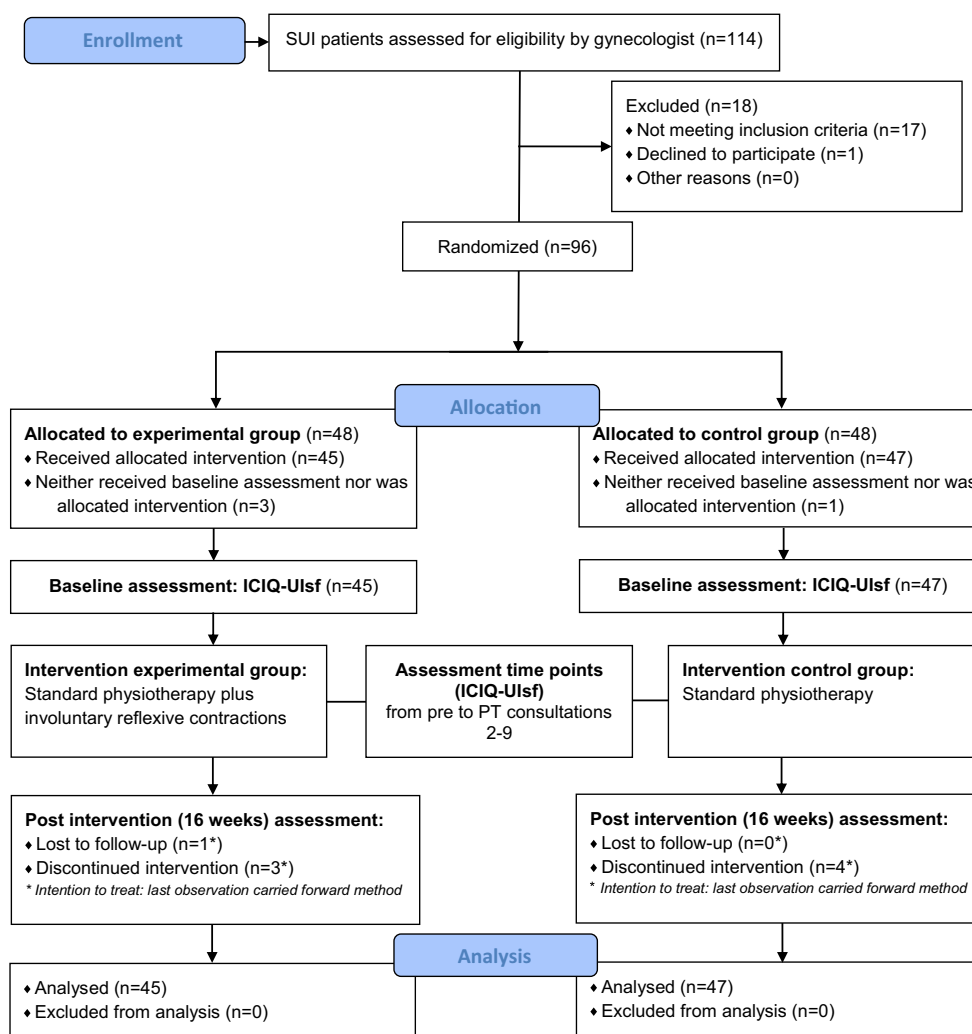 Enrollment
SUI patients assessed for eligibility by gynecologist (n=114)
Excluded (n=18)
♦ Not meeting inclusion criteria (n=17)
♦ Declined to participate (n=1)
♦ Other reasons (n=0)
Randomized (n=96)
Allocation
Allocated to experimental group (n=48)
♦ Received allocated intervention (n=45)
♦ Neither received baseline assessment nor was
allocated intervention (n=3)
Allocated to control group (n=48)
♦ Received allocated intervention (n=47)
♦ Neither received baseline assessment nor was
allocated intervention (n=1)
Baseline assessment: ICIQ-UIsf (n=45)
Baseline assessment: ICIQ-UIsf (n=47)
Intervention experimental group:
Standard physiotherapy plus
involuntary reflexive contractions
Assessment time points
(ICIQ-UIsf)
from pre to PT consultations
2-9
Intervention control group:
Standard physiotherapy
Post intervention (16 weeks) assessment:
♦ Lost to follow-up (n=1*)
♦ Discontinued intervention (n=3*)
* Intention to treat: last observation carried forward method
Post intervention (16 weeks) assessment:
♦ Lost to follow-up (n=0*)
♦ Discontinued intervention (n=4*)
* Intention to treat: last observation carried forward method
Analysis
♦ Analysed (n=45)
♦ Excluded from analysis (n=0)
♦ Analysed (n=47)
♦ Excluded from analysis (n=0)